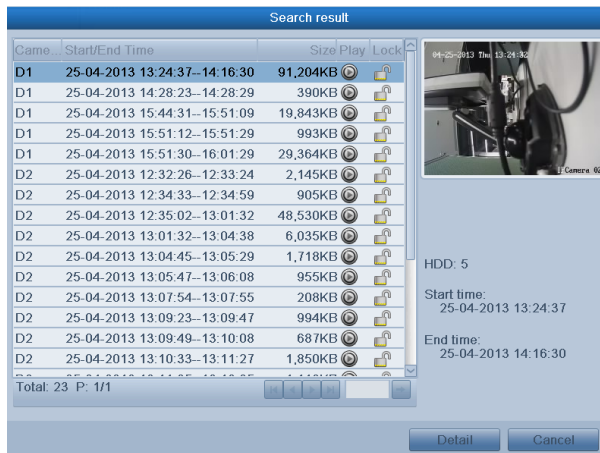 Search result
Came... Start/End Time Size Play Lock
D1 25-04-2013 13:24:37--14:16:30 91,204KB
D1 25-04-2013 14:28:23--14:28:29 390KB
D1 25-04-2013 15:44:31--15:51:09 19,843KB
D1 25-04-2013 15:51:12--15:51:29 993KB
D1 25-04-2013 15:51:30--16:01:29 29,364KB
D2 25-04-2013 12:32:26--12:33:24 2,145KB
D2 25-04-2013 12:34:33--12:34:59 905KB
D2 25-04-2013 12:35:02--13:01:32 48,530KB
D2 25-04-2013 13:01:32--13:04:38 6,035KB
D2 25-04-2013 13:04:45--13:05:29 1,718KB
D2 25-04-2013 13:05:47--13:06:08 955KB
D2 25-04-2013 13:07:54--13:07:55 208KB
D2 25-04-2013 13:09:23--13:09:47 994KB
D2 25-04-2013 13:09:49--13:10:08 687KB
D2 25-04-2013 13:10:33--13:11:27 1,850KB
Total: 23 P: 1/1
04-25-2013 Thu 13:24:32
Camera 02
HDD: 5
Start time:
25-04-2013 13:24:37
End time:
25-04-2013 14:16:30
Detail Cancel